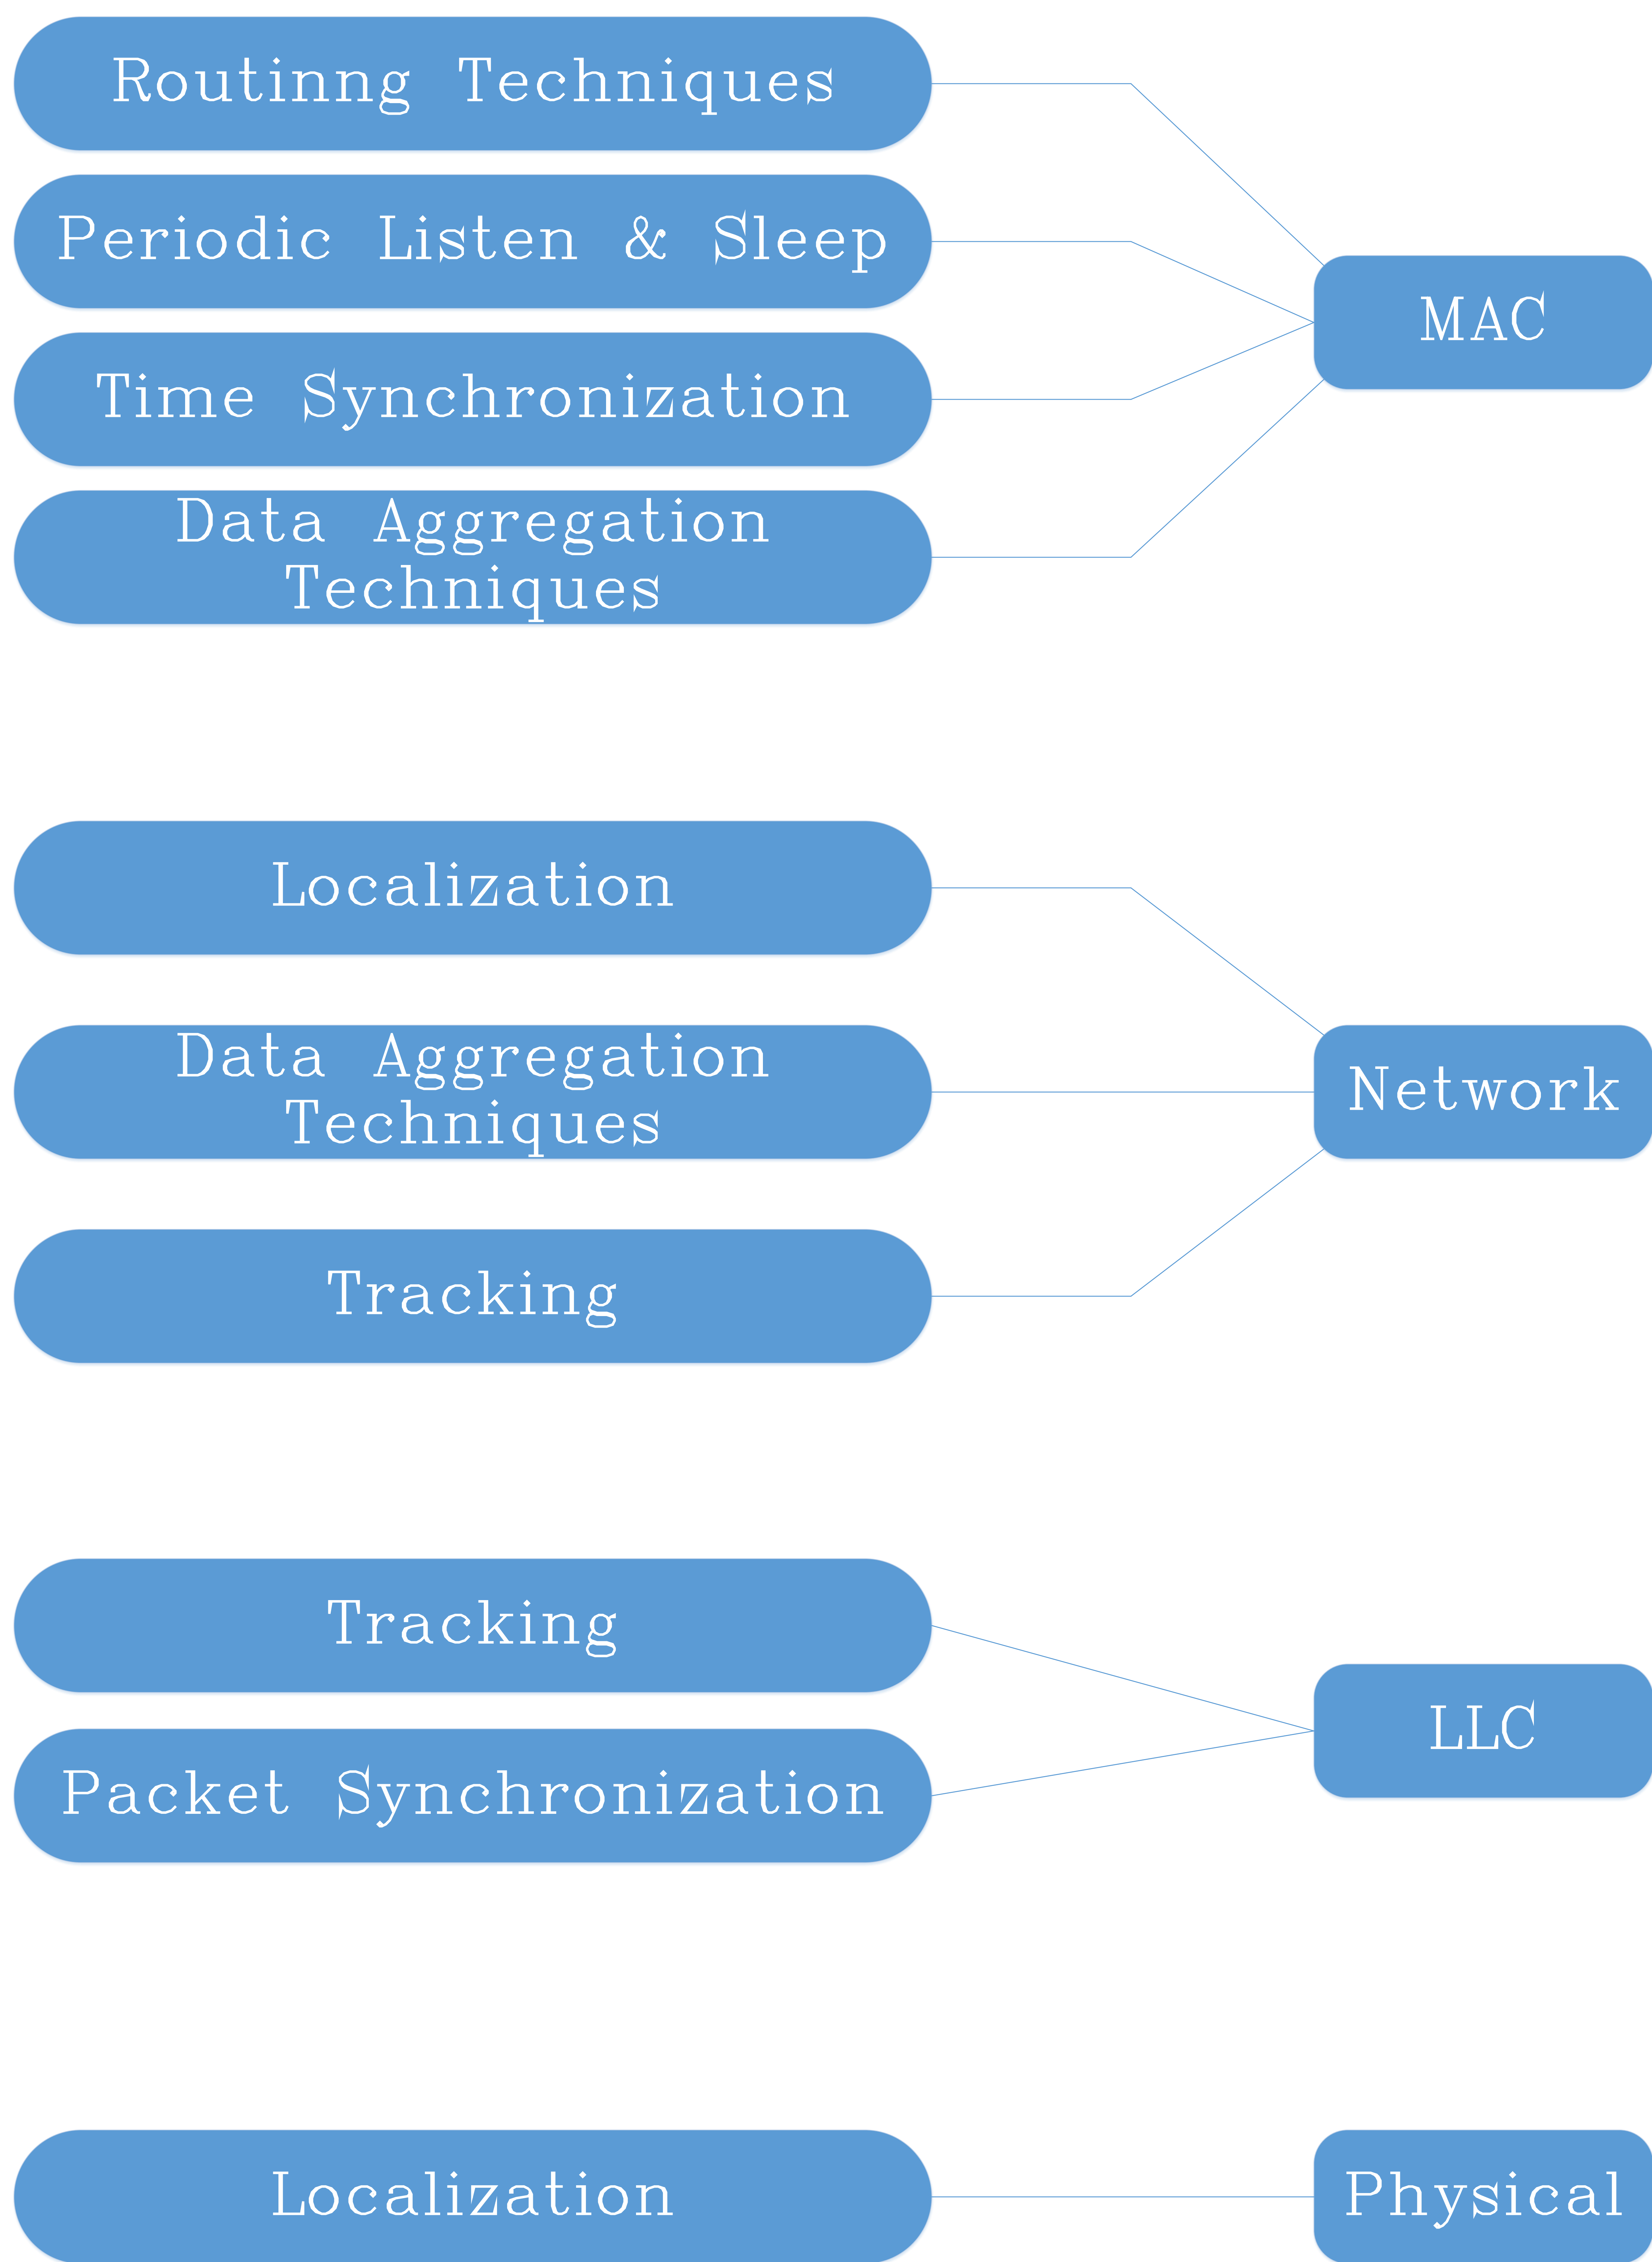 Routinng Techniques
Periodic Listen & Sleep
MAC
Time Synchronization
Data Aggregation
Techniques
Localization
Data Aggregation
Techniques
Network
Tracking
Tracking
LLC
Packet Synchronization
Localization
Physical